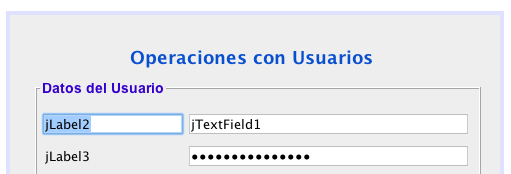 Operaciones con Usuarios
Datos del Usuario
jLabel2 jTextField1
jLabel3 •••••••••••••••